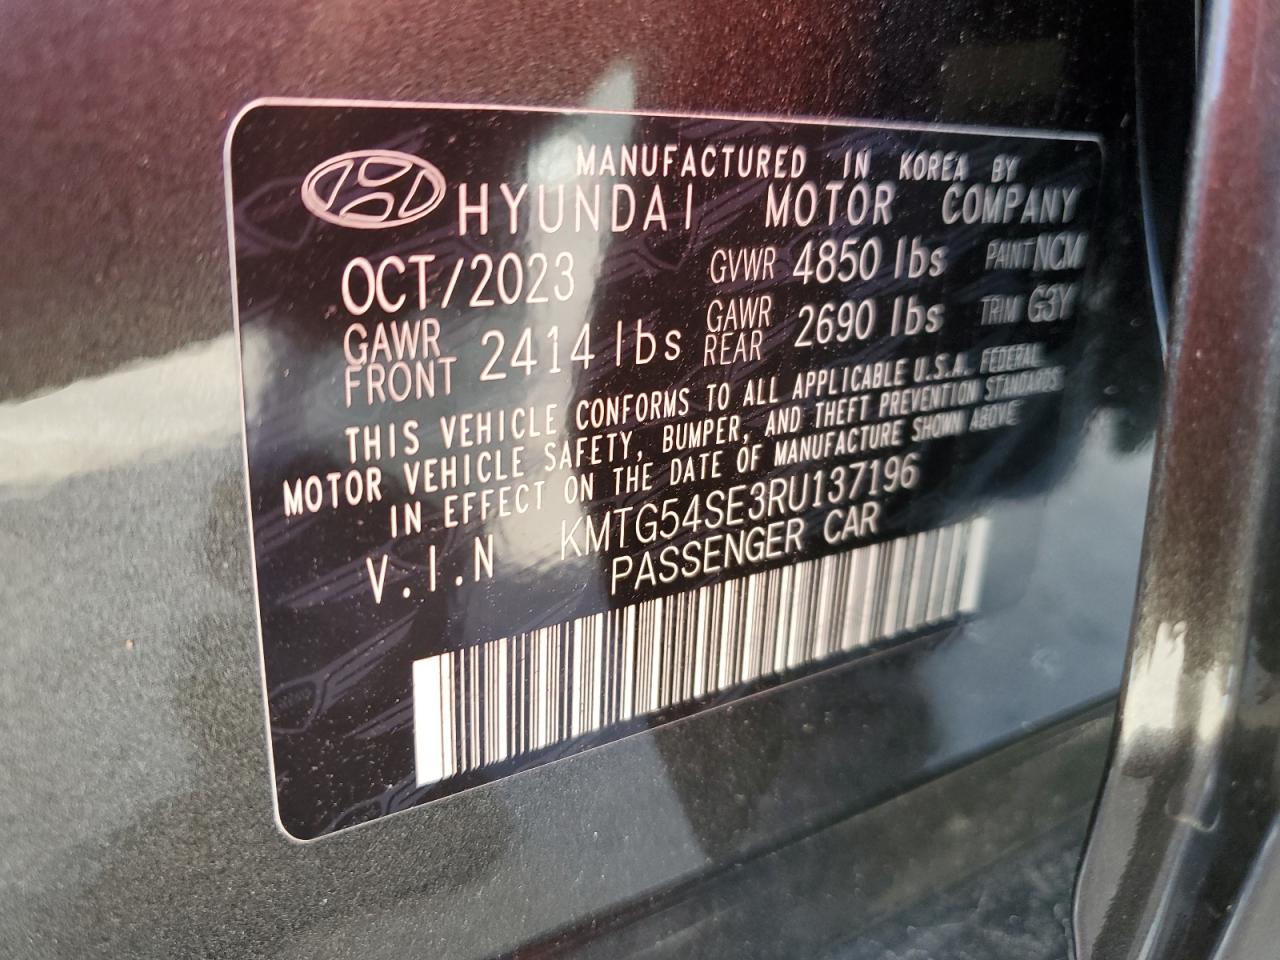 MANUFACTURED IN KOREA BY
HYUNDAI MOTOR COMPANY
OCT/2023 GVWR 4850 lbs PAINT NCM
GAWR FRONT 2414 lbs GAWR REAR 2690 lbs TRIM G3Y
THIS VEHICLE CONFORMS TO ALL APPLICABLE U.S.A. FEDERAL
MOTOR VEHICLE SAFETY, BUMPER, AND THEFT PREVENTION STANDARDS
IN EFFECT ON THE DATE OF MANUFACTURE SHOWN ABOVE
V.I.N KMTG54SE3RU137196
PASSENGER CAR